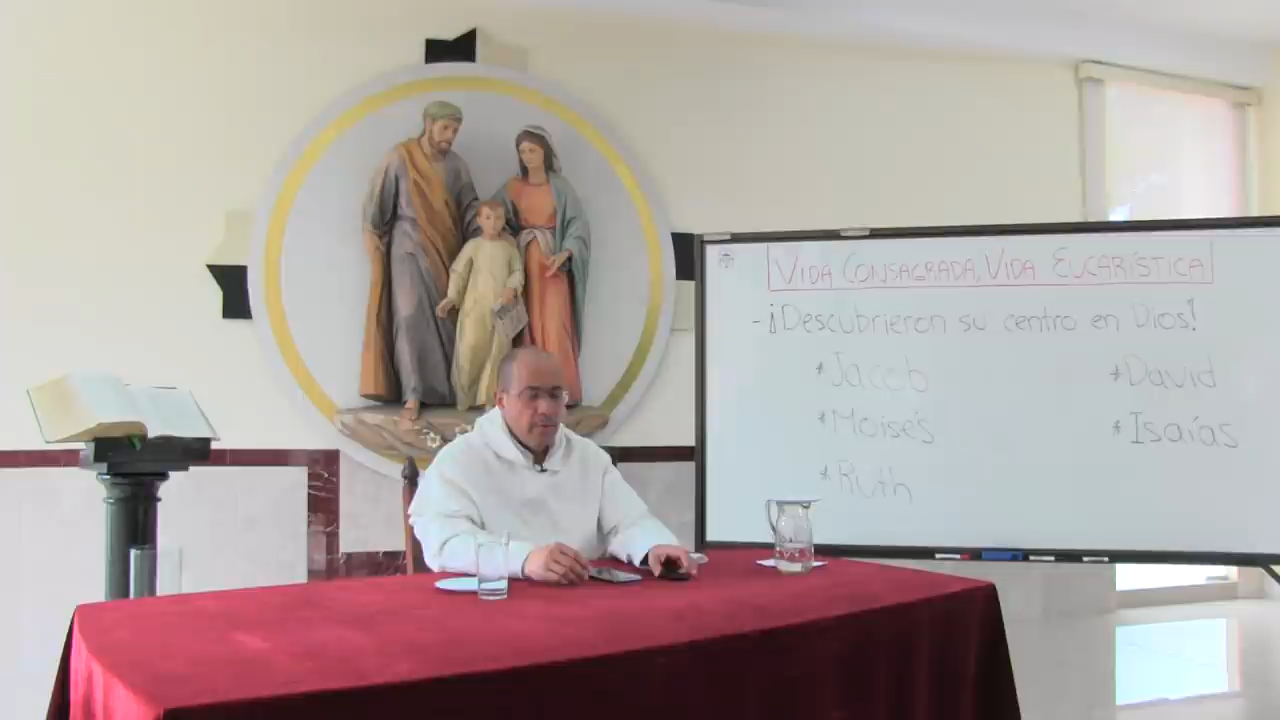 VIDA CONSAGRADA, VIDA EUCARÍSTICA
-¡Descubrieron su centro en Dios!
*Jacob
*Moisés
*Ruth
*David
*Isaías